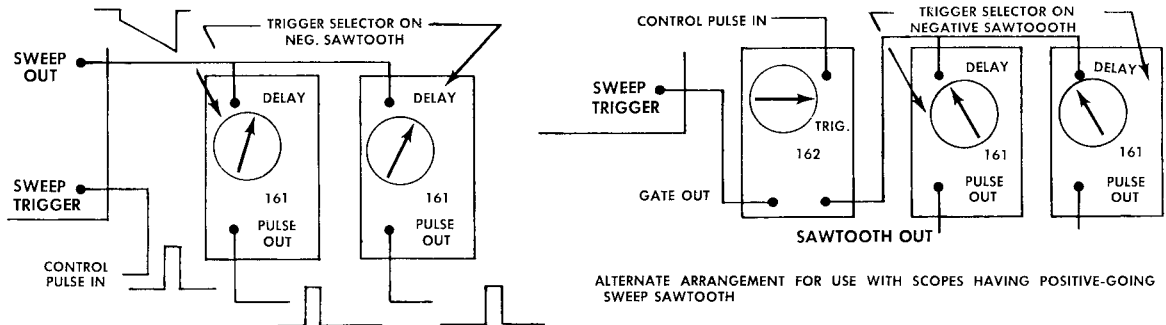 TRIGGER SELECTOR ON
NEG. SAWTOOTH
SWEEP
OUT
DELAY
DELAY
161
161
SWEEP
TRIGGER
PULSE
OUT
PULSE
OUT
CONTROL
PULSE IN
CONTROL PULSE IN
TRIGGER SELECTOR ON
NEGATIVE SAWTOOOTH
DELAY
DELAY
SWEEP
TRIGGER
TRIG.
162
161
161
GATE OUT
PULSE
OUT
PULSE
OUT
SAWTOOTH OUT
ALTERNATE ARRANGEMENT FOR USE WITH SCOPES HAVING POSITIVE-GOING
SWEEP SAWTOOTH